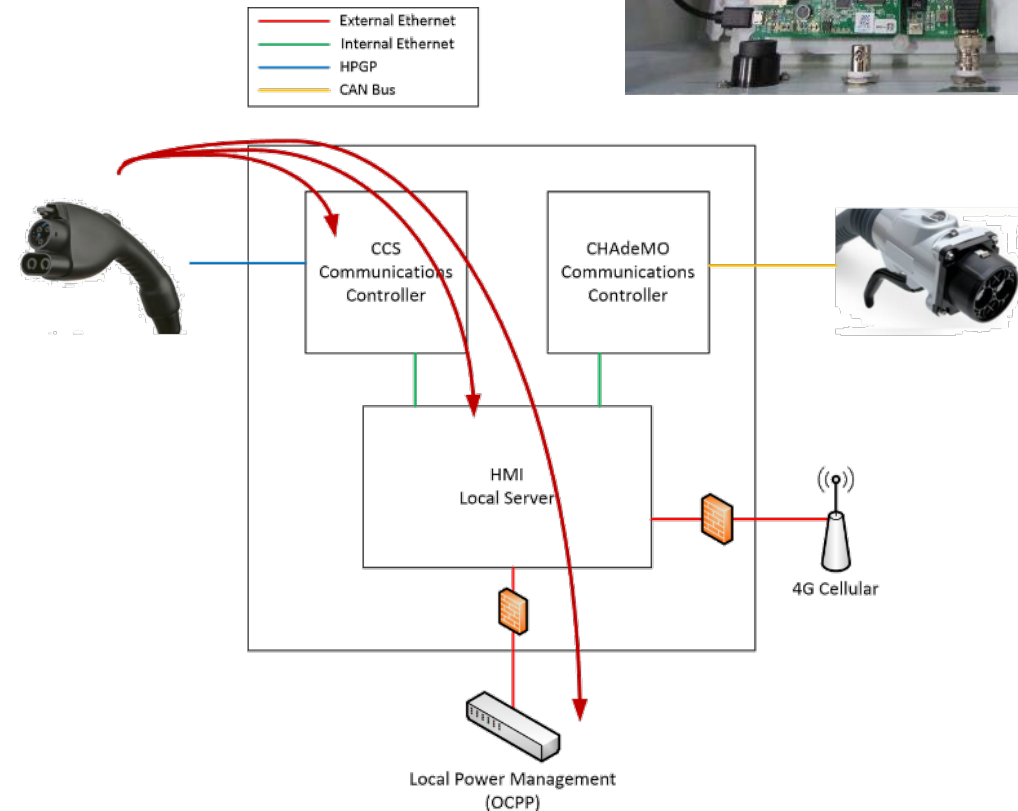 External Ethernet
Internal Ethernet
HPGP
CAN Bus
CCS
Communications
Controller
CHAdeMO
Communications
Controller
HMI
Local Server
4G Cellular
Local Power Management
(OCPP)